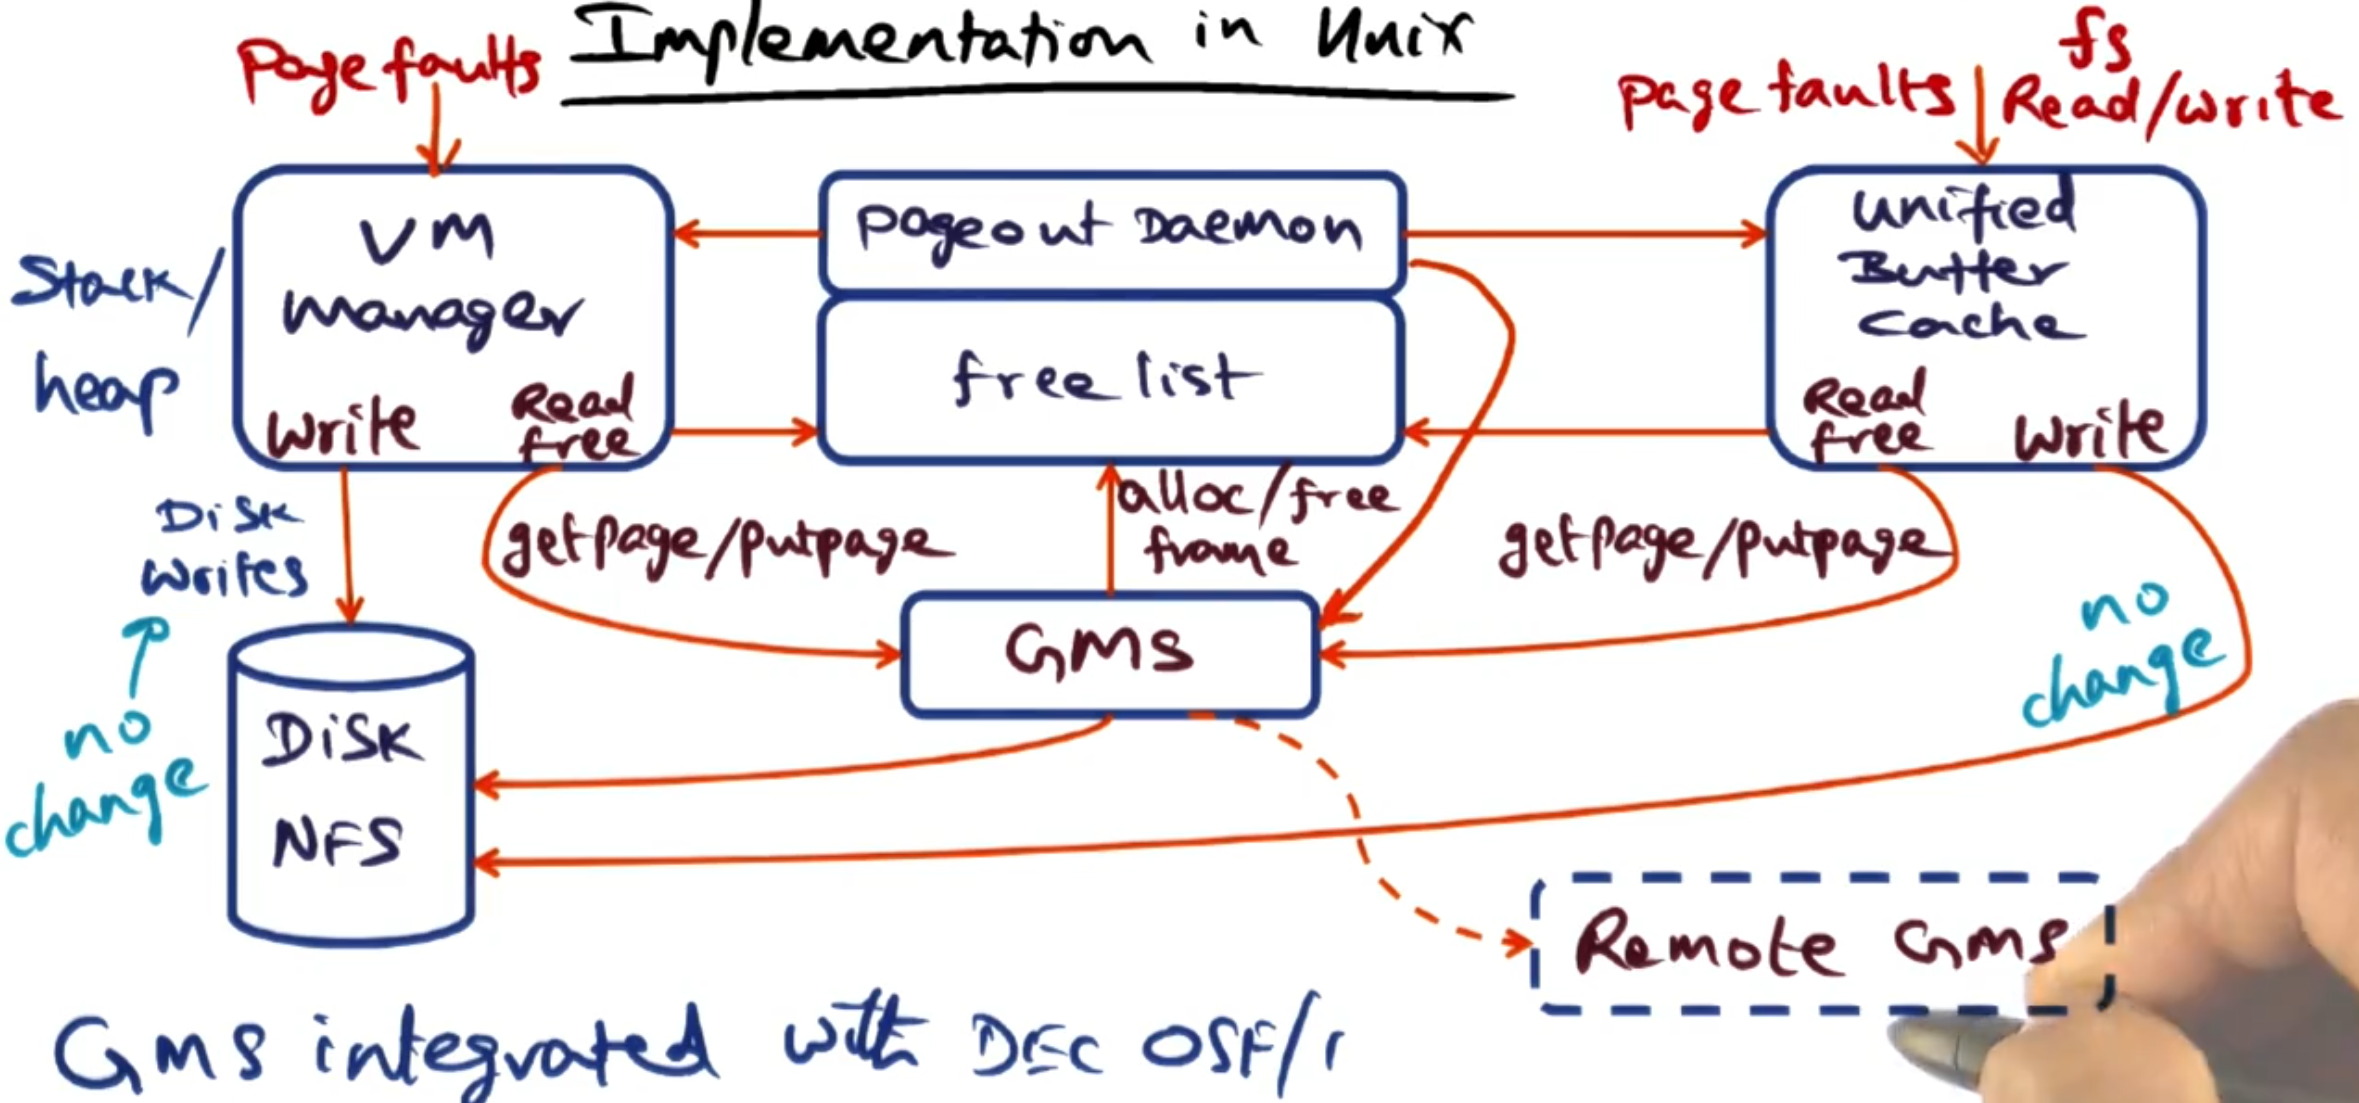 Implementation in Unix
Page faults
page faults
fs
Read/write
VM
manager
Write
Read
free
Stack/
heap
Pageout Daemon
free list
unified
Buffer
cache
Read
free
write
Disk
writes
getpage/putpage
alloc/free
frame
getpage/putpage
no
change
no
change
GMS
DISK
NFS
Remote GMS
GMS integrated with DEC OSF/1